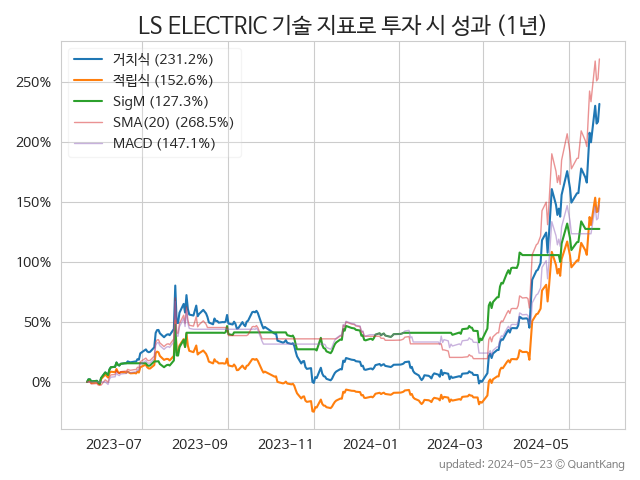 LS ELECTRIC 기술 지표로 투자 시 성과 (1년)
거치식 (231.2%)
적립식 (152.6%)
SigM (127.3%)
SMA(20) (268.5%)
MACD (147.1%)
250%
200%
150%
100%
50%
0%
2023-07 2023-09 2023-11 2024-01 2024-03 2024-05
updated: 2024-05-23 ⓒ QuantKang